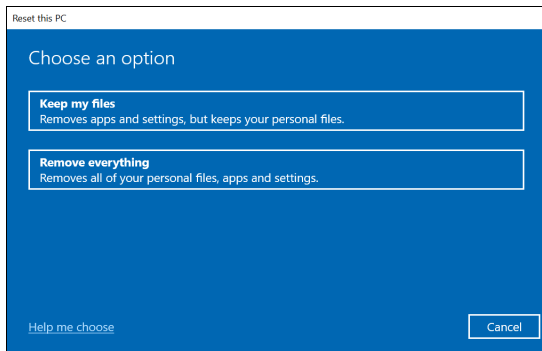 Reset this PC
Choose an option
Keep my files
Removes apps and settings, but keeps your personal files.
Remove everything
Removes all of your personal files, apps and settings.
Help me choose
Cancel